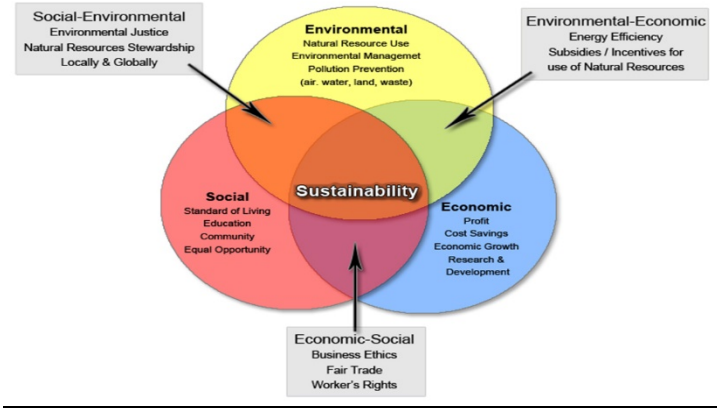 Social-Environmental
Environmental Justice
Natural Resources Stewardship
Locally & Globally
Environmental
Natural Resource Use
Environmental Managemet
Pollution Prevention
(air. water, land, waste)
Environmental-Economic
Energy Efficiency
Subsidies / Incentives for
use of Natural Resources
Social
Standard of Living
Education
Community
Equal Opportunity
Sustainability
Economic
Profit
Cost Savings
Economic Growth
Research &
Development
Economic-Social
Business Ethics
Fair Trade
Worker's Rights